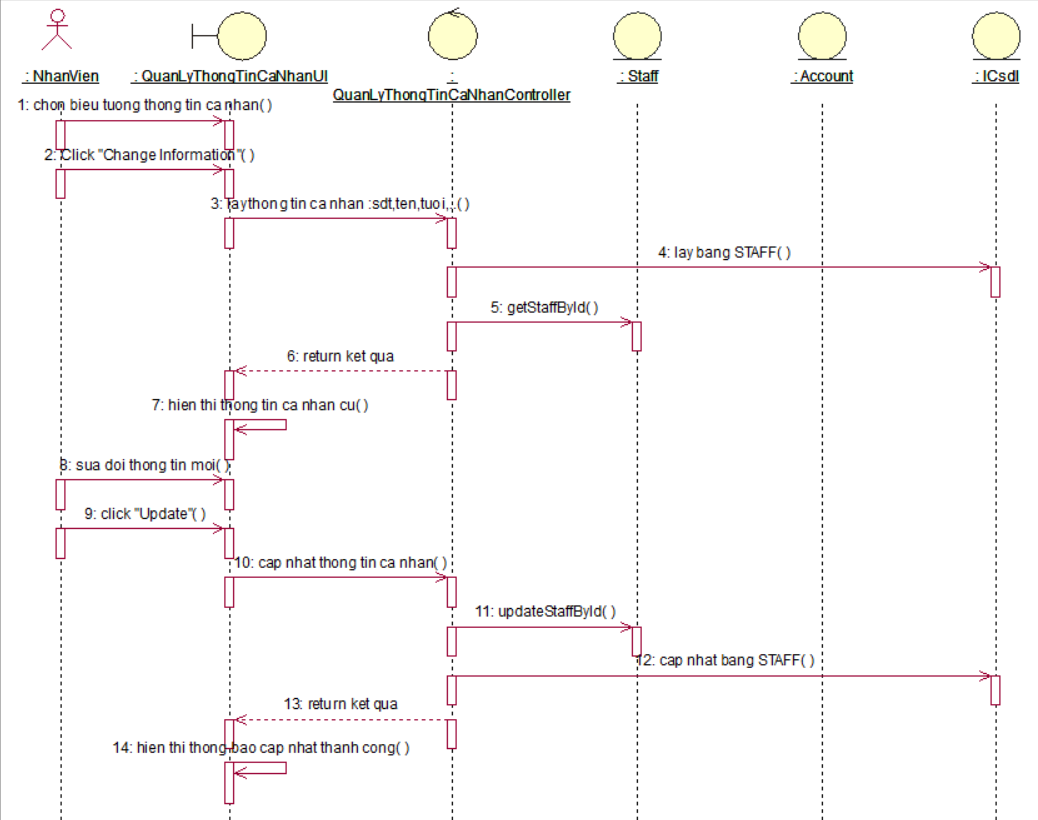 : NhanVien
: QuanLyThongTinCaNhanUI
:
QuanLyThongTinCaNhanController
: Staff
: Account
: ICsdl
1: chon bieu tuong thong tin ca nhan( )
2: Click "Change Information"( )
3: laythong tin ca nhan :sdt,ten,tuoi,..( )
4: lay bang STAFF( )
5: getStaffById( )
6: return ket qua
7: hien thi thong tin ca nhan cu( )
8: sua doi thong tin moi( )
9: click "Update"( )
10: cap nhat thong tin ca nhan( )
11: updateStaffById( )
12: cap nhat bang STAFF( )
13: return ket qua
14: hien thi thong bao cap nhat thanh cong( )